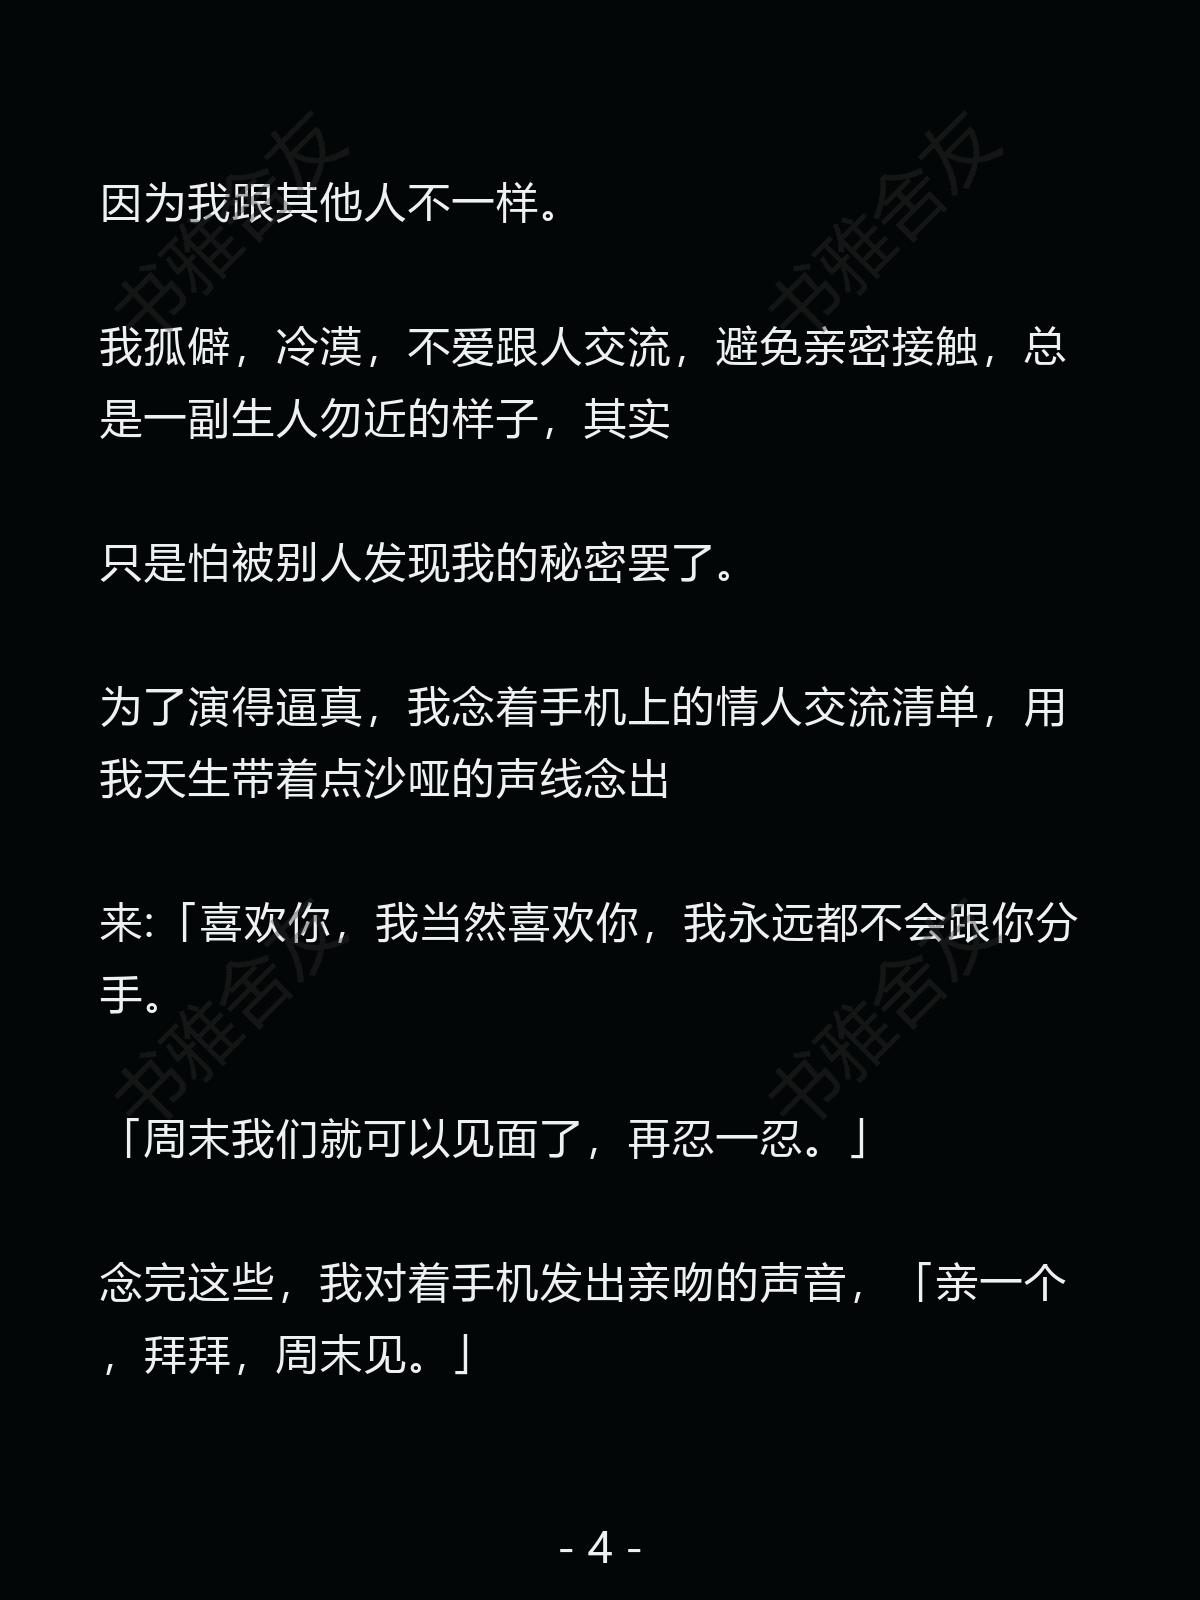 因为我跟其他人不一样。
我孤僻，冷漠，不爱跟人交流，避免亲密接触，总
是一副生人勿近的样子，其实
只是怕被别人发现我的秘密罢了。
为了演得逼真，我念着手机上的情人交流清单，用
我天生带着点沙哑的声线念出
来:「喜欢你，我当然喜欢你，我永远都不会跟你分
手。
「周末我们就可以见面了，再忍一忍。」
念完这些，我对着手机发出亲吻的声音，「亲一个
，拜拜，周末见。」
- 4 -
书雅舍友
书雅舍友
书雅舍友
书雅舍友